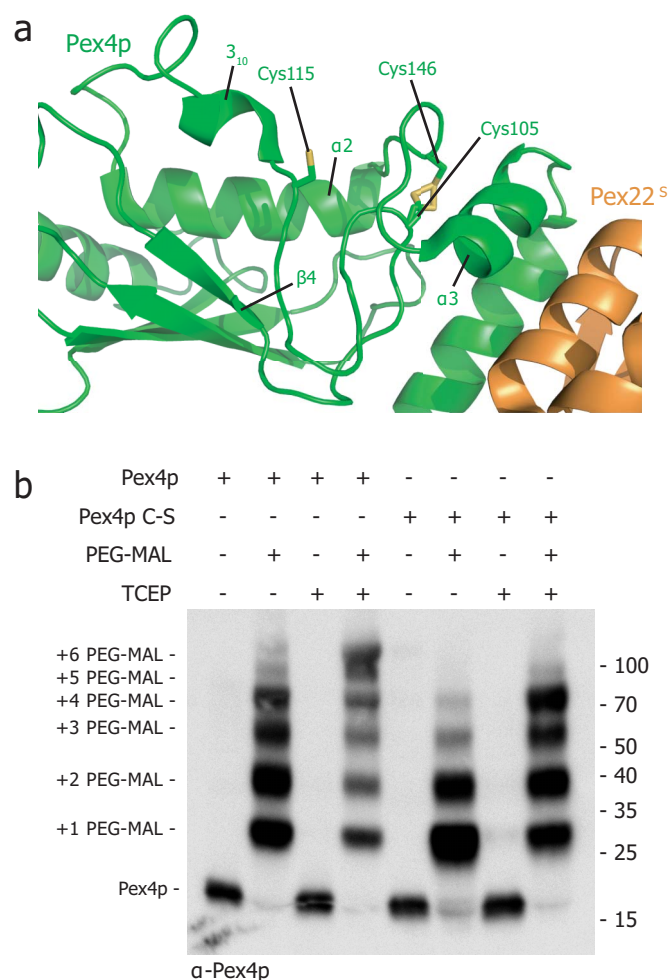 a
Pex4p
3₁₀
Cys115
Cys146
α2
Cys105
Pex22 ˢ
β4
α3
b
Pex4p + + + + - - - -
Pex4p C-S - - - - + + + +
PEG-MAL - + - + - + - +
TCEP - - + + - - + +
+6 PEG-MAL -
+5 PEG-MAL -
- 100
+4 PEG-MAL -
- 70
+3 PEG-MAL -
- 50
+2 PEG-MAL -
- 40
- 35
+1 PEG-MAL -
- 25
Pex4p -
- 15
α-Pex4p